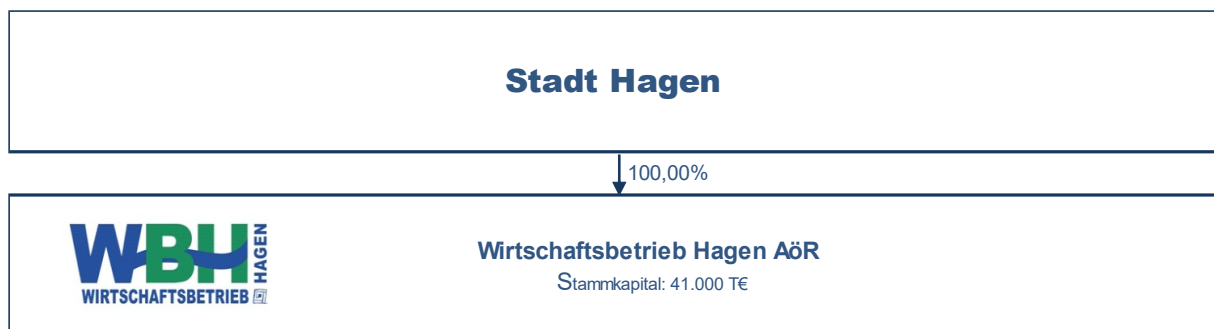 Stadt Hagen
100,00%
WBH HAGEN
WIRTSCHAFTSBETRIEB
Wirtschaftsbetrieb Hagen AöR
Stammkapital: 41.000 T€